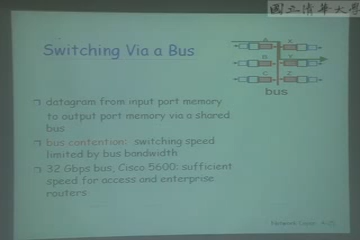 國立清華大學
Switching Via a Bus
A X
B Y
C Z
bus
datagram from input port memory
to output port memory via a shared
bus
bus contention: switching speed
limited by bus bandwidth
32 Gbps bus, Cisco 5600: sufficient
speed for access and enterprise
routers
Network Layer